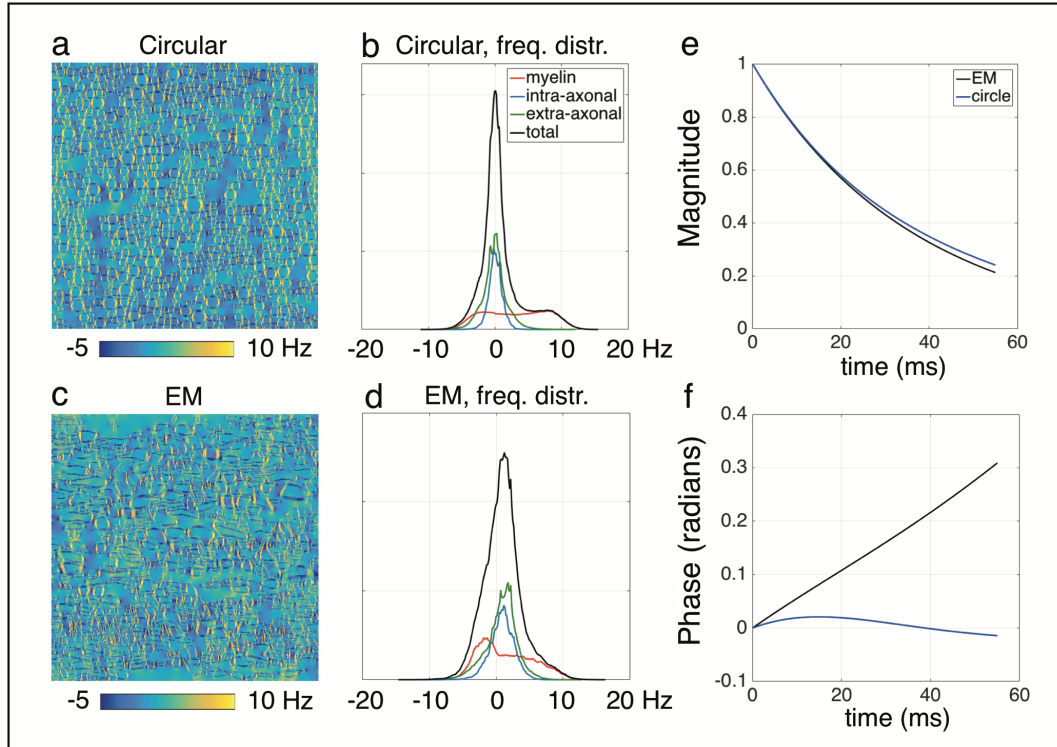 a Circular
-5 10 Hz
b Circular, freq. distr.
myelin
intra-axonal
extra-axonal
total
-20 -10 0 10 20 Hz
c EM
-5 10 Hz
d EM, freq. distr.
-20 -10 0 10 20 Hz
e
EM
circle
Magnitude
1
0.8
0.6
0.4
0.2
0
0 20 40 60
time (ms)
f
Phase (radians)
0.4
0.3
0.2
0.1
0
-0.1
0 20 40 60
time (ms)